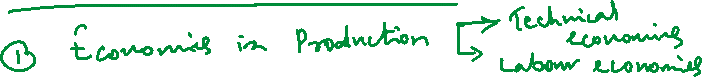 ① Economies in Production → Technical economies
→ Labour economies